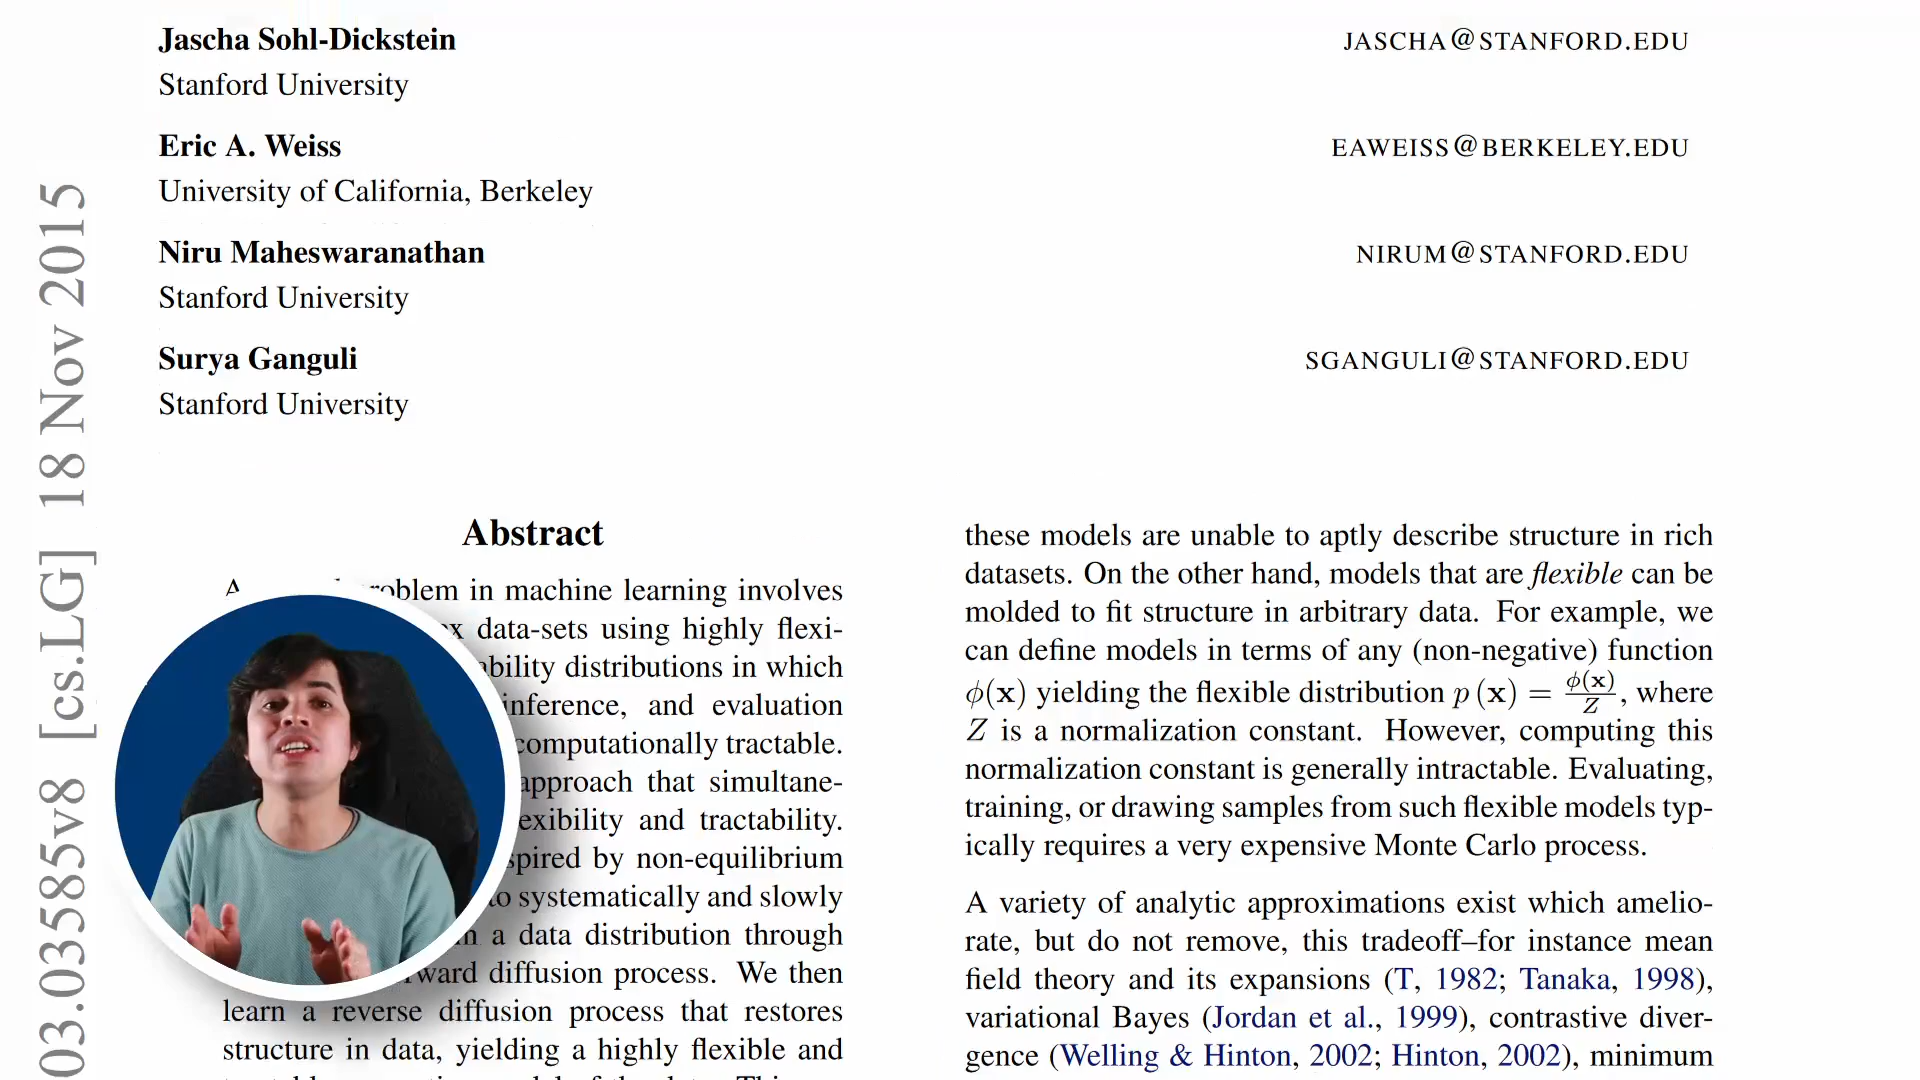 Jascha Sohl-Dickstein
JASCHA@STANFORD.EDU
Stanford University
Eric A. Weiss
EAWEISS@BERKELEY.EDU
University of California, Berkeley
Niru Maheswaranathan
NIRUM@STANFORD.EDU
Stanford University
Surya Ganguli
SGANGULI@STANFORD.EDU
Stanford University
03.03585v8 [cs.LG] 18 Nov 2015
Abstract
in machine learning involves
data-sets using highly flexi-
distributions in which
inference, and evaluation
computationally tractable.
approach that simultane-
and tractability.
by non-equilibrium
to systematically and slowly
in a data distribution through
diffusion process. We then
learn a reverse diffusion process that restores
structure in data, yielding a highly flexible and
these models are unable to aptly describe structure in rich
datasets. On the other hand, models that are flexible can be
molded to fit structure in arbitrary data. For example, we
can define models in terms of any (non-negative) function
ϕ(x) yielding the flexible distribution p (x) = ϕ(x)/Z, where
Z is a normalization constant. However, computing this
normalization constant is generally intractable. Evaluating,
training, or drawing samples from such flexible models typ-
ically requires a very expensive Monte Carlo process.
A variety of analytic approximations exist which amelio-
rate, but do not remove, this tradeoff–for instance mean
field theory and its expansions (T, 1982; Tanaka, 1998),
variational Bayes (Jordan et al., 1999), contrastive diver-
gence (Welling & Hinton, 2002; Hinton, 2002), minimum